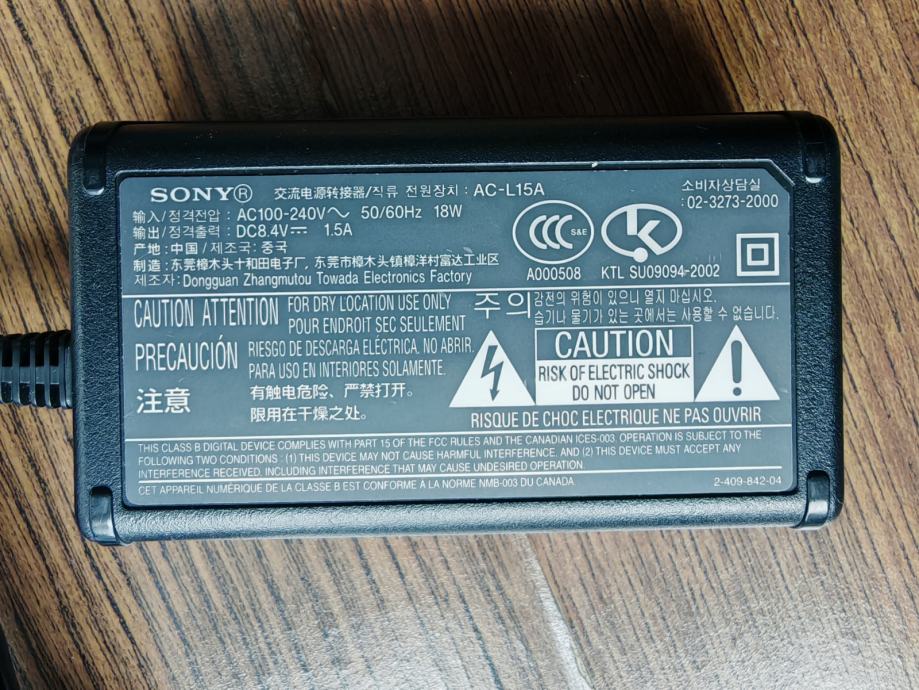 SONY® 交流电源转接器/직류 전원장치 : AC-L15A
输入/정격전압 : AC100-240V～ 50/60Hz 18W
输出/정격출력 : DC8.4V⎓ 1.5A
产地: 中国/제조국: 중국
制造: 东莞樟木头十和田电子厂, 东莞市樟木头镇樟洋村富达工业区
제조자: Dongguan Zhangmutou Towada Electronics Factory
소비자상담실
: 02-3273-2000
CCC S&E
A000508
KTL SU09094-2002
CAUTION ATTENTION
FOR DRY LOCATION USE ONLY
POUR ENDROIT SEC SEULEMENT
PRECAUCIÓN
RIESGO DE DESCARGA ELÉCTRICA. NO ABRIR.
PARA USO EN INTERIORES SOLAMENTE.
注意
有触电危险、严禁打开。
限用在干燥之处。
주의
감전의 위험이 있으니 열지 마십시오.
습기나 물기가 있는 곳에서는 사용할 수 없습니다.
CAUTION
RISK OF ELECTRIC SHOCK
DO NOT OPEN
RISQUE DE CHOC ELECTRIQUE NE PAS OUVRIR
THIS CLASS B DIGITAL DEVICE COMPLIES WITH PART 15 OF THE FCC RULES AND THE CANADIAN ICES-003. OPERATION IS SUBJECT TO THE
FOLLOWING TWO CONDITIONS : (1) THIS DEVICE MAY NOT CAUSE HARMFUL INTERFERENCE, AND (2) THIS DEVICE MUST ACCEPT ANY
INTERFERENCE RECEIVED, INCLUDING INTERFERENCE THAT MAY CAUSE UNDESIRED OPERATION.
CET APPAREIL NUMÉRIQUE DE LA CLASSE B EST CONFORME À LA NORME NMB-003 DU CANADA.
2-409-842-04